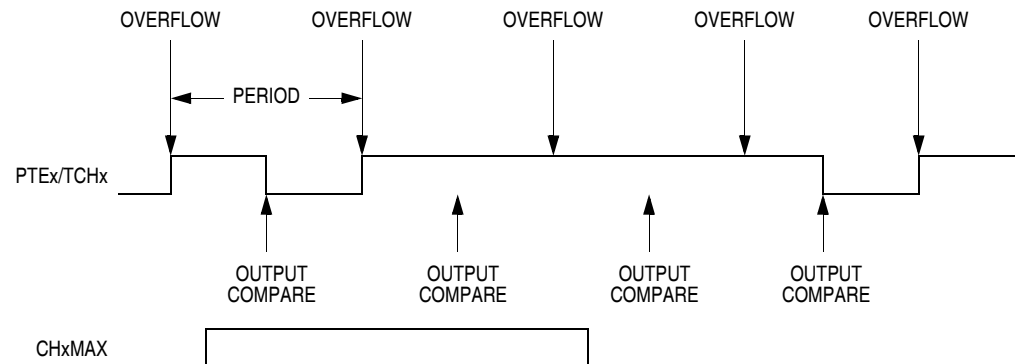 OVERFLOW OVERFLOW OVERFLOW OVERFLOW OVERFLOW
PERIOD
PTEx/TCHx
OUTPUT COMPARE
OUTPUT COMPARE
OUTPUT COMPARE
OUTPUT COMPARE
CHxMAX